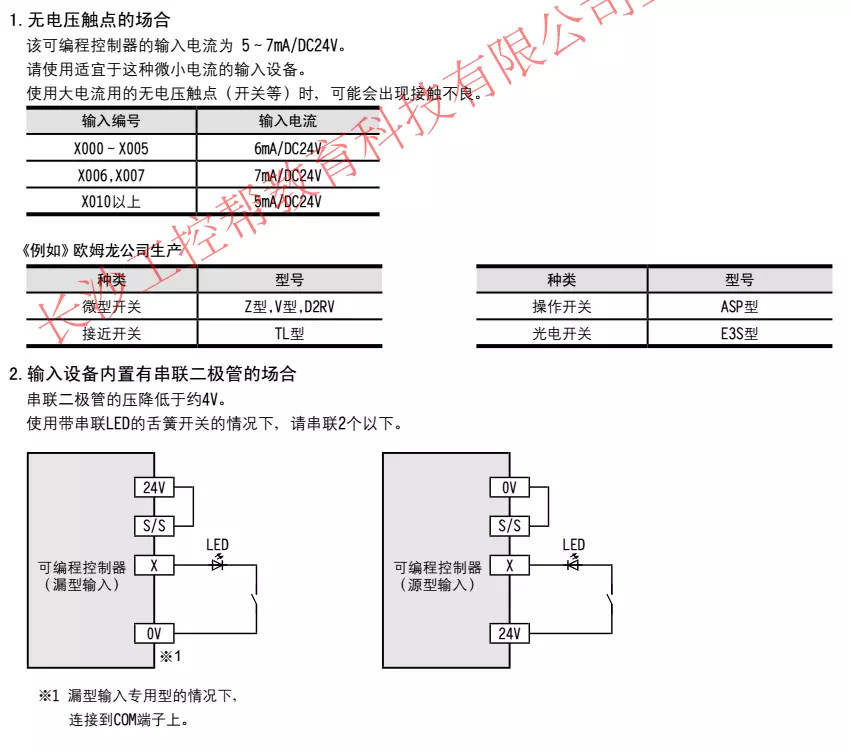 1. 无电压触点的场合
该可编程控制器的输入电流为 5～7mA/DC24V。
请使用适宜于这种微小电流的输入设备。
使用大电流用的无电压触点（开关等）时，可能会出现接触不良。
输入编号 输入电流
X000～X005 6mA/DC24V
X006,X007 7mA/DC24V
X010以上 5mA/DC24V
《例如》欧姆龙公司生产
种类 型号 种类 型号
微型开关 Z型,V型,D2RV 操作开关 ASP型
接近开关 TL型 光电开关 E3S型
2. 输入设备内置有串联二极管的场合
串联二极管的压降低于约4V。
使用带串联LED的舌簧开关的情况下，请串联2个以下。
可编程控制器
（漏型输入）
24V
S/S
LED
X
0V
※1
可编程控制器
（源型输入）
0V
S/S
LED
X
24V
※1 漏型输入专用型的情况下，
连接到COM端子上。
长沙工控帮教育科技有限公司